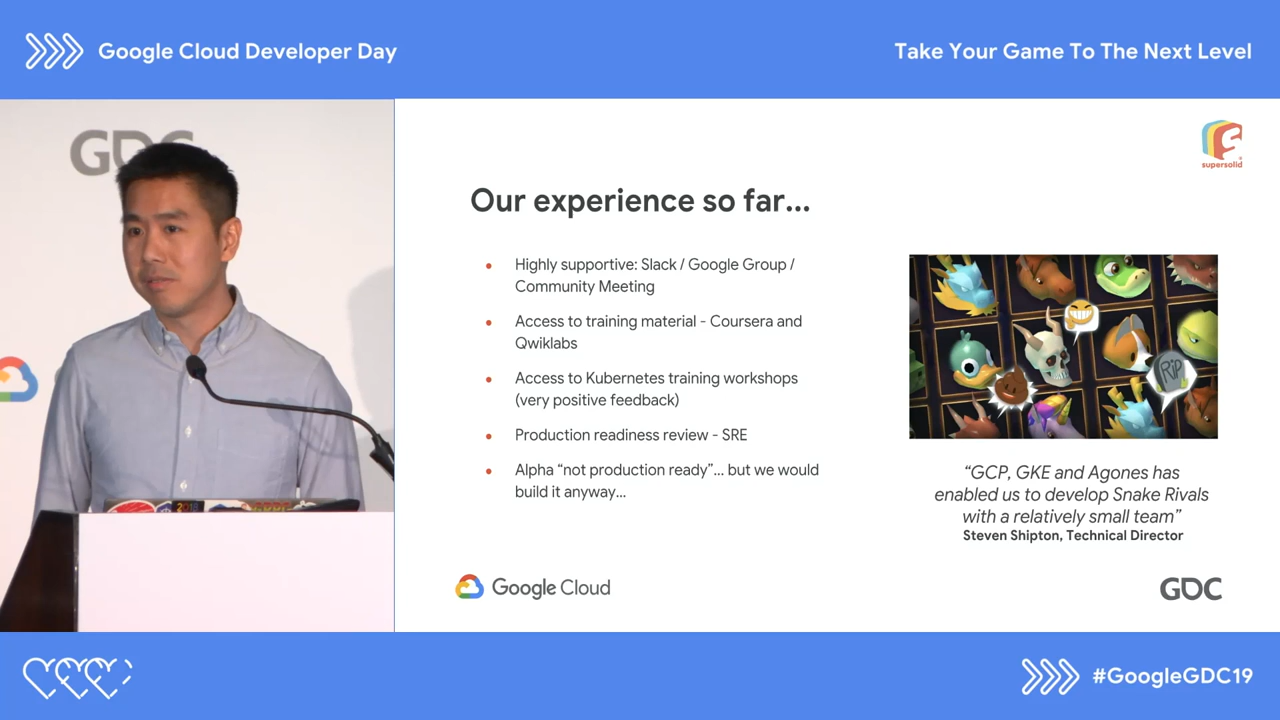 Google Cloud Developer Day
Take Your Game To The Next Level
GDC
supersolid
Our experience so far...
• Highly supportive: Slack / Google Group /
Community Meeting
• Access to training material - Coursera and
Qwiklabs
• Access to Kubernetes training workshops
(very positive feedback)
• Production readiness review - SRE
• Alpha “not production ready”... but we would
build it anyway...
RIP
“GCP, GKE and Agones has
enabled us to develop Snake Rivals
with a relatively small team”
Steven Shipton, Technical Director
Google Cloud
GDC
#GoogleGDC19